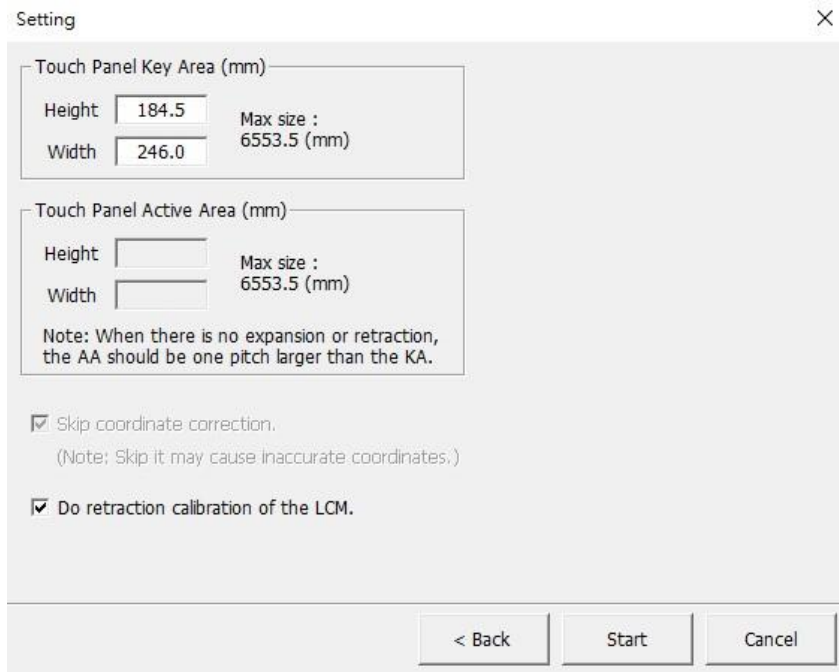 Setting
Touch Panel Key Area (mm)
Height 184.5
Max size :
6553.5 (mm)
Width 246.0
Touch Panel Active Area (mm)
Height
Max size :
6553.5 (mm)
Width
Note: When there is no expansion or retraction,
the AA should be one pitch larger than the KA.
Skip coordinate correction.
(Note: Skip it may cause inaccurate coordinates.)
Do retraction calibration of the LCM.
< Back Start Cancel